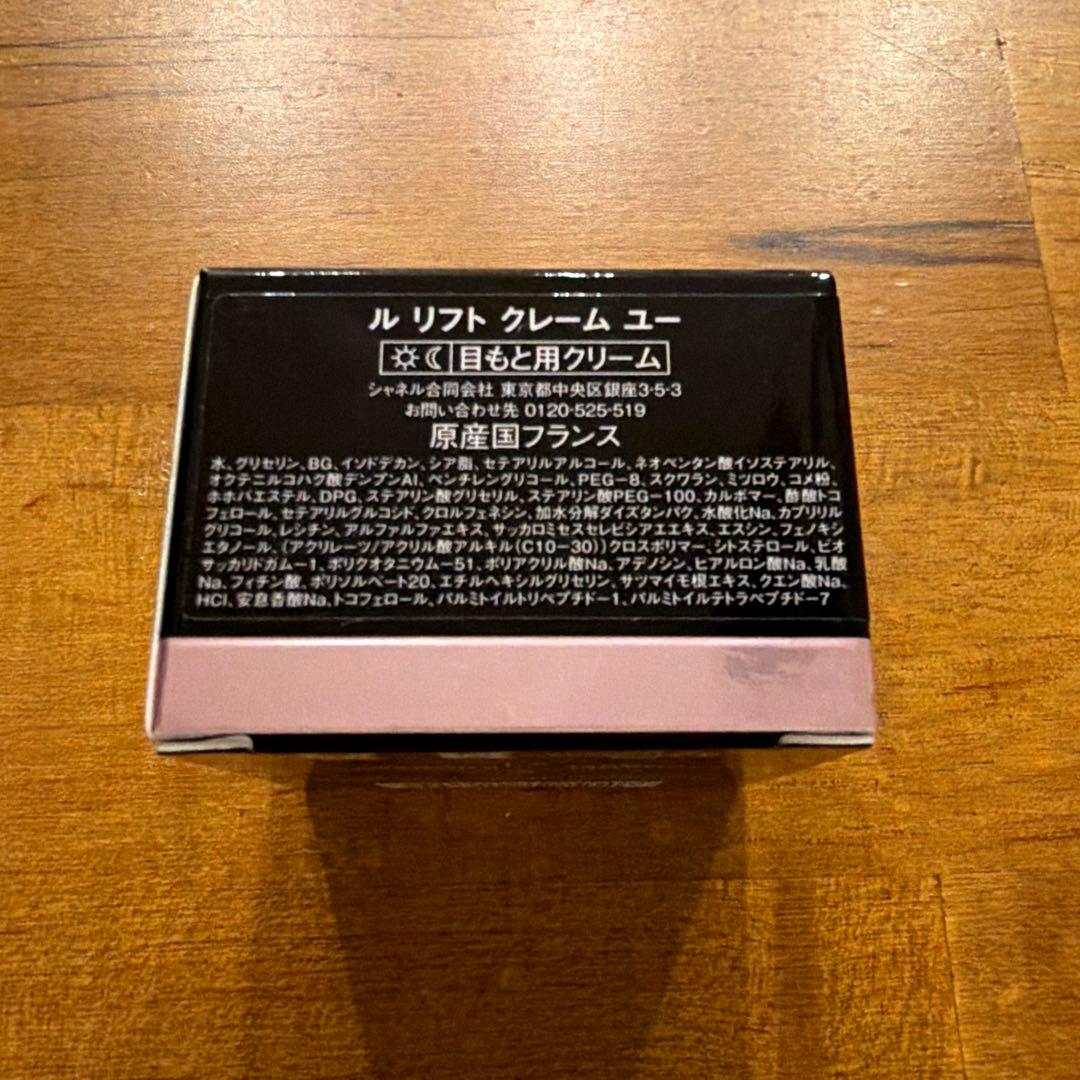 ル リフト クレーム ユー
目もと用クリーム
シャネル合同会社 東京都中央区銀座3-5-3
お問い合わせ先 0120-525-519
原産国フランス
水、グリセリン、BG、イソドデカン、シア脂、セテアリルアルコール、ネオペンタン酸イソステアリル、
オクテニルコハク酸デンプンAl、ペンチレングリコール、PEG-8、スクワラン、ミツロウ、コメ粉、
ホホバエステル、DPG、ステアリン酸グリセリル、ステアリン酸PEG-100、カルボマー、酢酸トコ
フェロール、セテアリルグルコシド、クロルフェネシン、加水分解ダイズタンパク、水酸化Na、カプリリル
グリコール、レシチン、アルファルファエキス、サッカロミセスセレビシアエエキス、エスシン、フェノキシ
エタノール、(アクリレーツ/アクリル酸アルキル(C10-30))クロスポリマー、シトステロール、ビオ
サッカリドガム-1、ポリクオタニウム-51、ポリアクリル酸Na、アデノシン、ヒアルロン酸Na、乳酸
Na、フィチン酸、ポリソルベート20、エチルヘキシルグリセリン、サツマイモ根エキス、クエン酸Na、
HCl、安息香酸Na、トコフェロール、パルミトイルトリペプチド-1、パルミトイルテトラペプチド-7